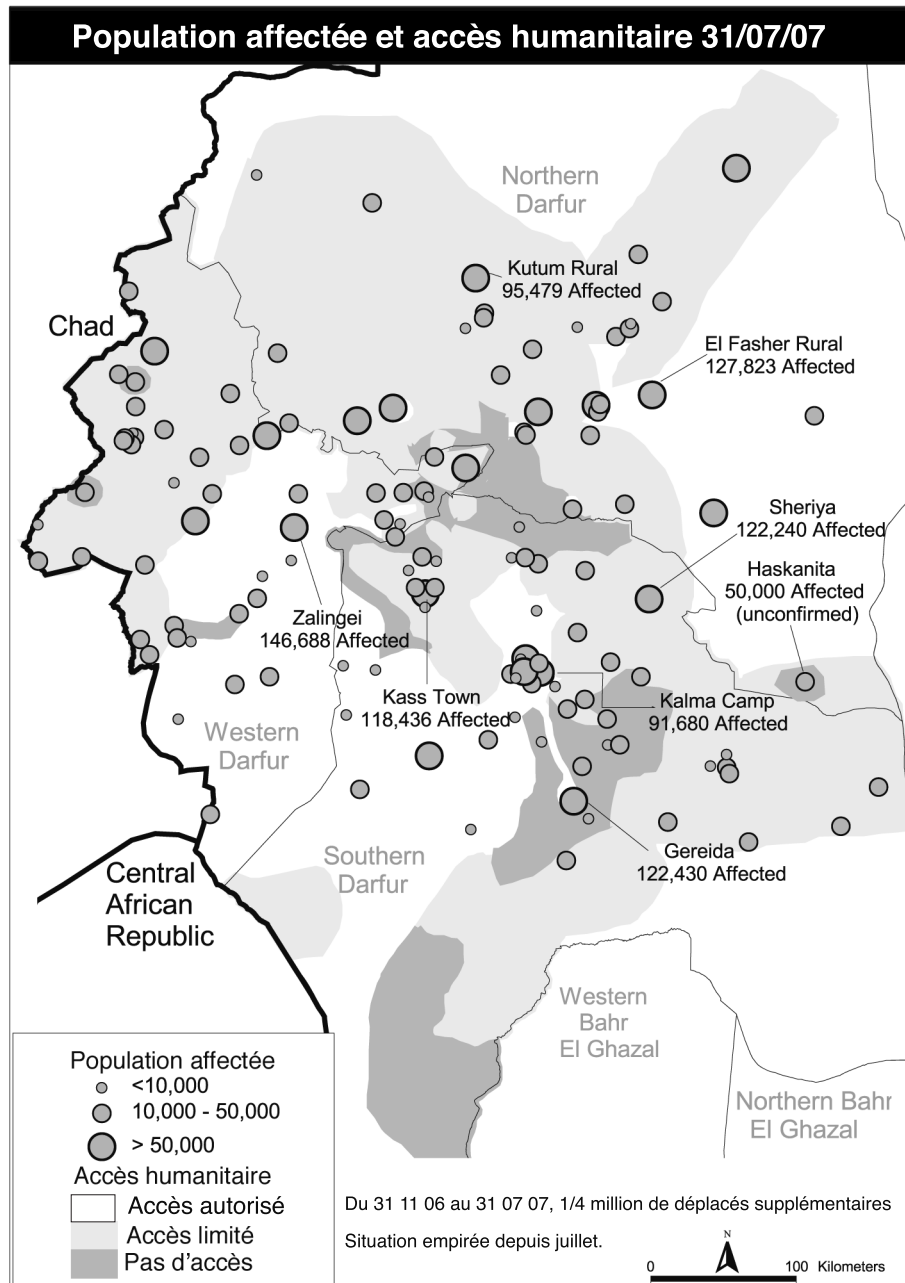 Population affectée et accès humanitaire 31/07/07
Northern
Darfur
Kutum Rural
95,479 Affected
Chad
El Fasher Rural
127,823 Affected
Sheriya
122,240 Affected
Haskanita
50,000 Affected
(unconfirmed)
Zalingei
146,688 Affected
Kass Town
118,436 Affected
Kalma Camp
91,680 Affected
Western
Darfur
Gereida
122,430 Affected
Southern
Darfur
Central
African
Republic
Western
Bahr
El Ghazal
Northern Bahr
El Ghazal
Population affectée
<10,000
10,000 - 50,000
> 50,000
Accès humanitaire
Accès autorisé
Accès limité
Pas d'accès
Du 31 11 06 au 31 07 07, 1/4 million de déplacés supplémentaires
Situation empirée depuis juillet.
N
0 100 Kilometers